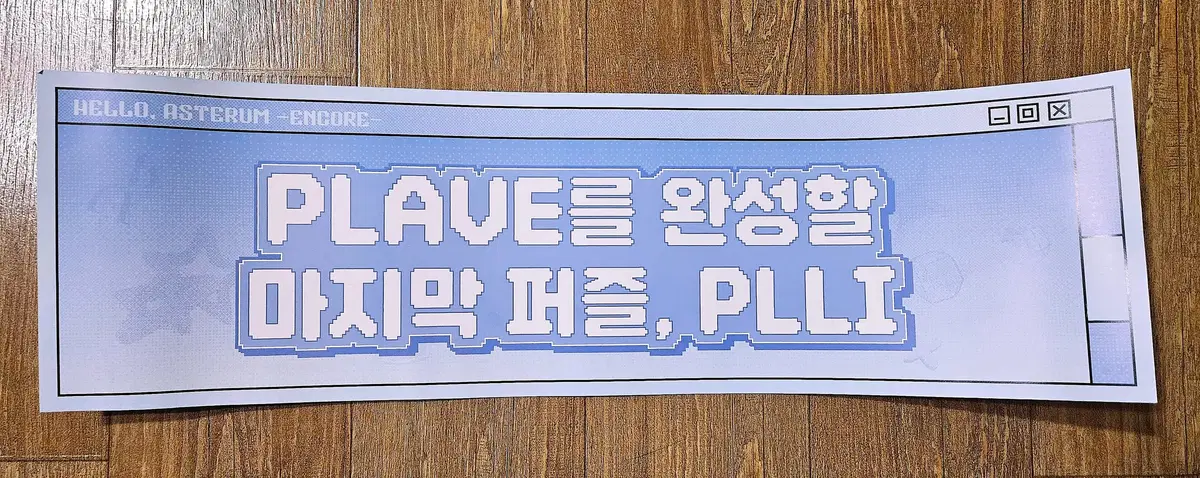 HELLO, ASTERUM -ENCORE-
PLAVE를 완성할
마지막 퍼즐, PLLI